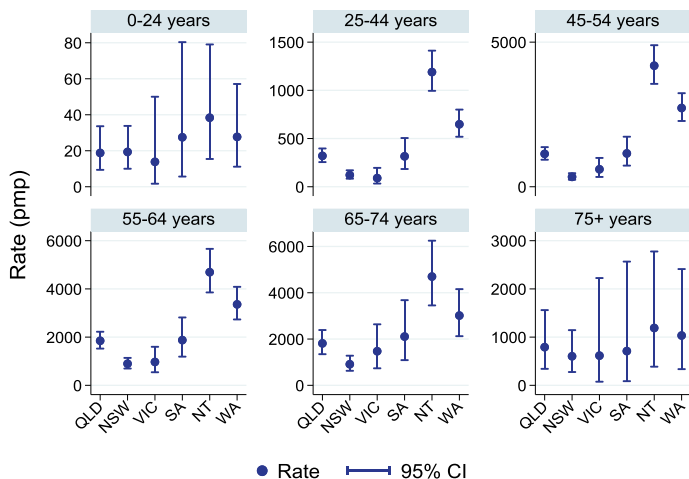 0-24 years
25-44 years
45-54 years
80
60
40
20
0
1500
1000
500
0
5000
0
Rate (pmp)
55-64 years
65-74 years
75+ years
6000
4000
2000
0
6000
4000
2000
0
3000
2000
1000
0
QLD NSW VIC SA NT WA
QLD NSW VIC SA NT WA
QLD NSW VIC SA NT WA
Rate 95% CI